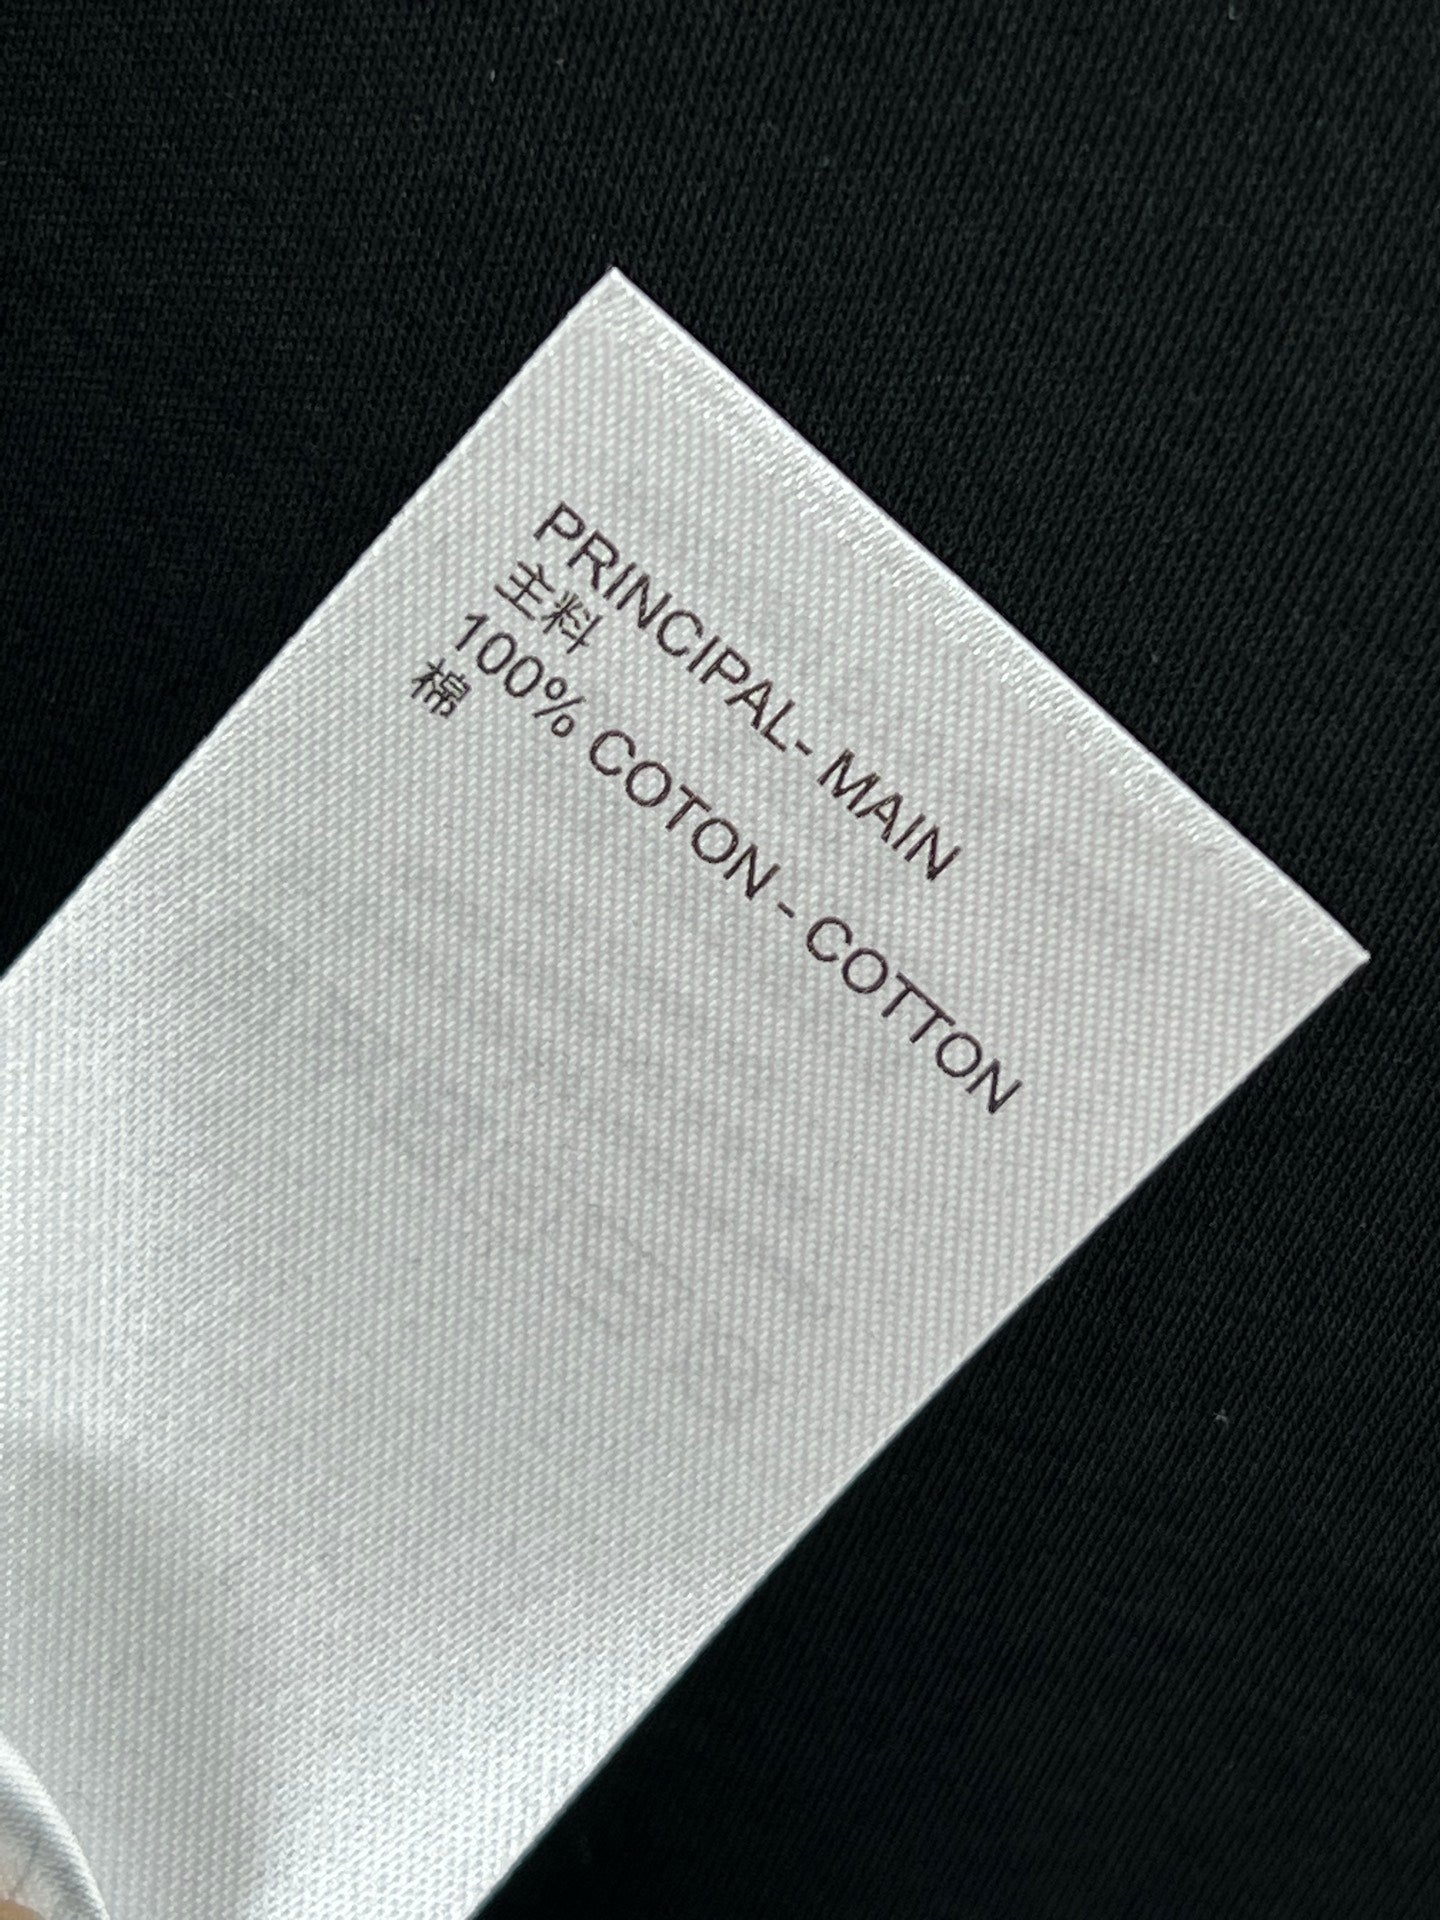 PRINCIPAL- MAIN
主料
100% COTON - COTTON
棉